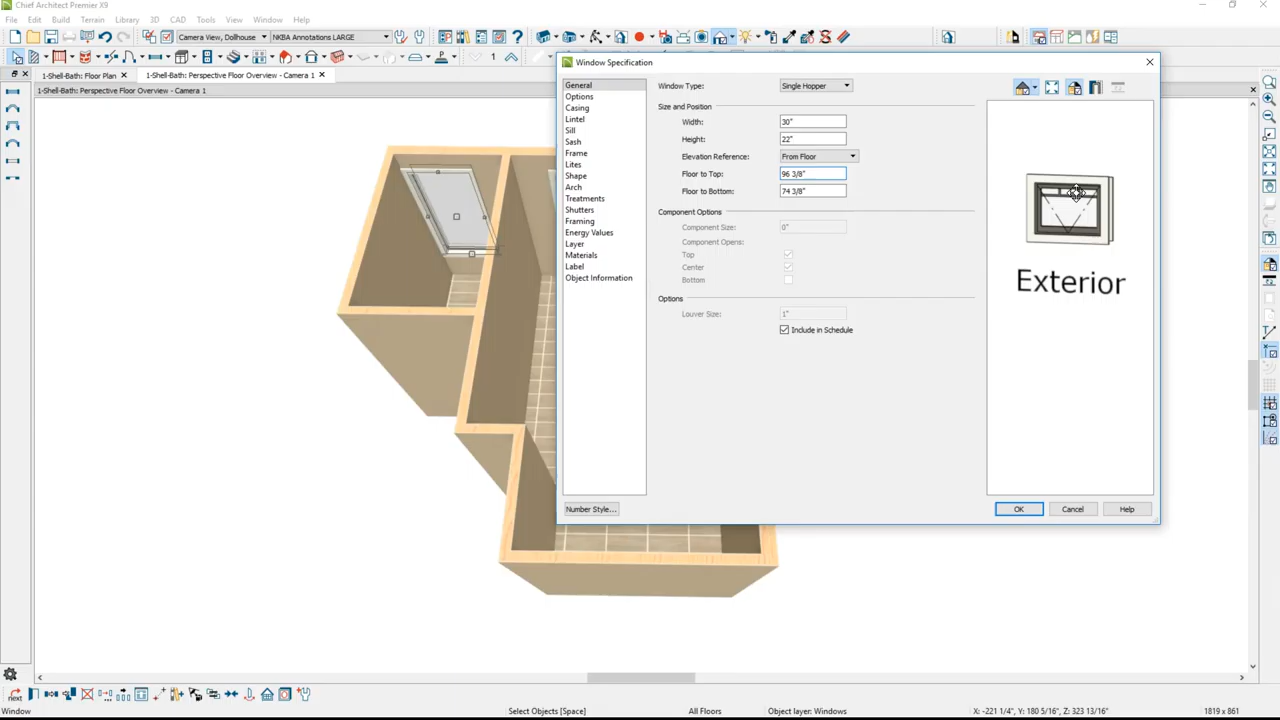 Chief Architect Premier X9
File Edit Build Terrain Library 3D CAD Tools View Window Help
Camera View, Dollhouse NKBA Annotations LARGE
1-Shell-Bath: Floor Plan 1-Shell-Bath: Perspective Floor Overview - Camera 1
1-Shell-Bath: Perspective Floor Overview - Camera 1
Window Specification
General
Options
Casing
Lintel
Sill
Sash
Frame
Lites
Shape
Arch
Treatments
Shutters
Framing
Energy Values
Layer
Materials
Label
Object Information
Number Style...
Window Type: Single Hopper
Size and Position
Width: 30"
Height: 22"
Elevation Reference: From Floor
Floor to Top: 96 3/8"
Floor to Bottom: 74 3/8"
Component Options
Component Size: 0"
Component Opens:
Top
Center
Bottom
Options
Louver Size: 1"
Include in Schedule
Exterior
OK Cancel Help
next
Window Select Objects [Space] All Floors Object layer: Windows X: -221 1/4", Y: 180 5/16", Z: 323 13/16" 1819 x 861